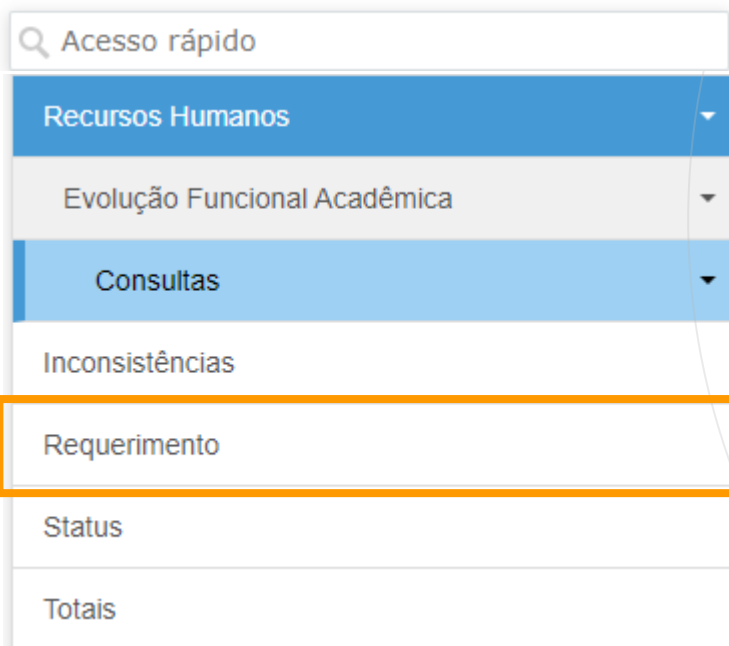 Acesso rápido
Recursos Humanos
Evolução Funcional Acadêmica
Consultas
Inconsistências
Requerimento
Status
Totais